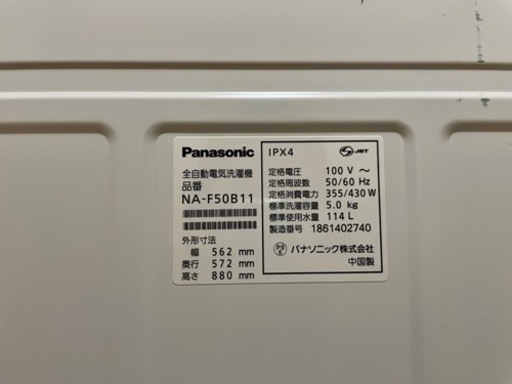 Panasonic
全自動電気洗濯機
品番
NA-F50B11
外形寸法
幅 562 mm
奥行 572 mm
高さ 880 mm
IPX4
JET
定格電圧 100 V ～
定格周波数 50/60 Hz
定格消費電力 355/430 W
標準洗濯容量 5.0 kg
標準使用水量 114 L
製造番号 1861402740
パナソニック株式会社
中国製